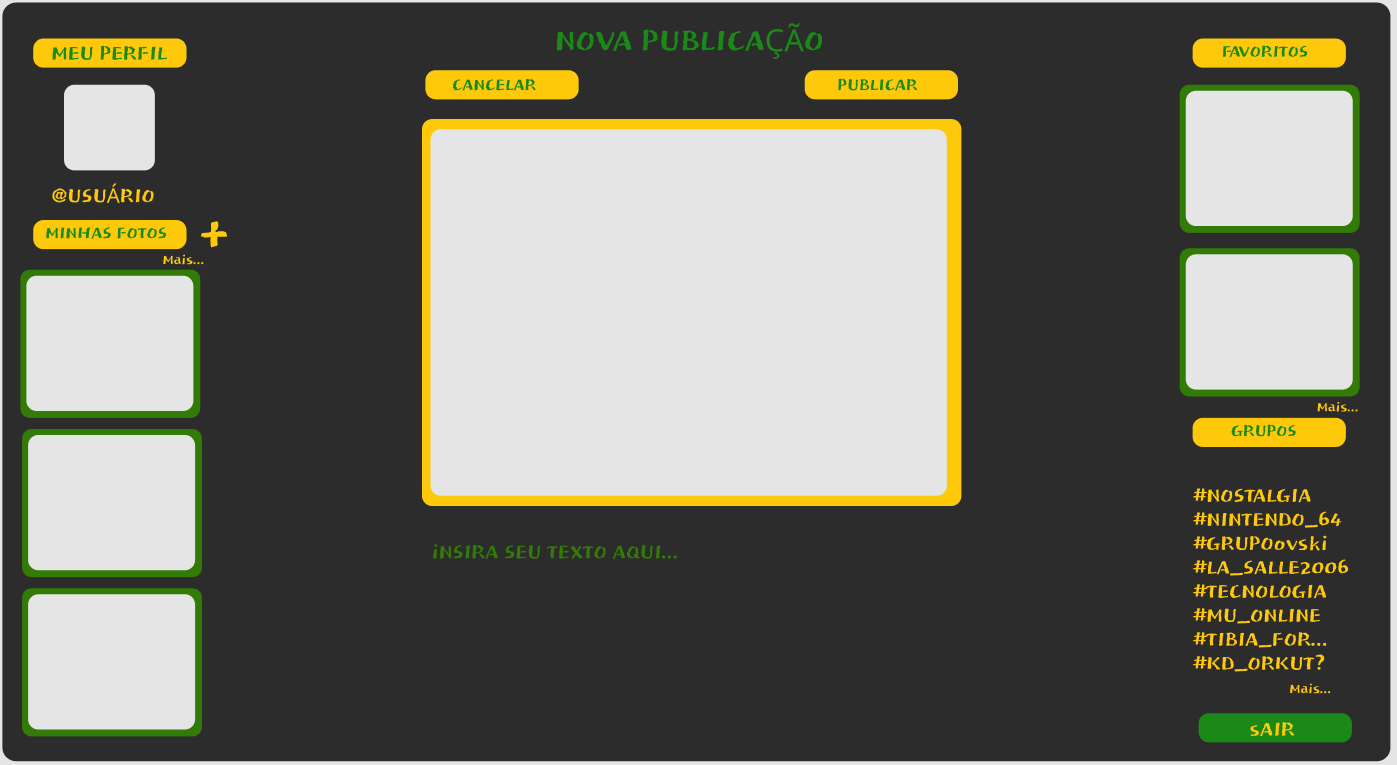 NOVA PUBLICAÇÃO
MEU PERFIL
@USUÁRIO
MINHAS FOTOS +
Mais...
CANCELAR
PUBLICAR
iNSIRA SEU TEXTO AQUI...
FAVORITOS
Mais...
GRUPOS
#NOSTALGIA
#NINTENDO_64
#GRUPOovski
#LA_SALLE2006
#TECNOLOGIA
#MU_ONLINE
#TIBIA_FOR...
#KD_ORKUT?
Mais...
sAIR